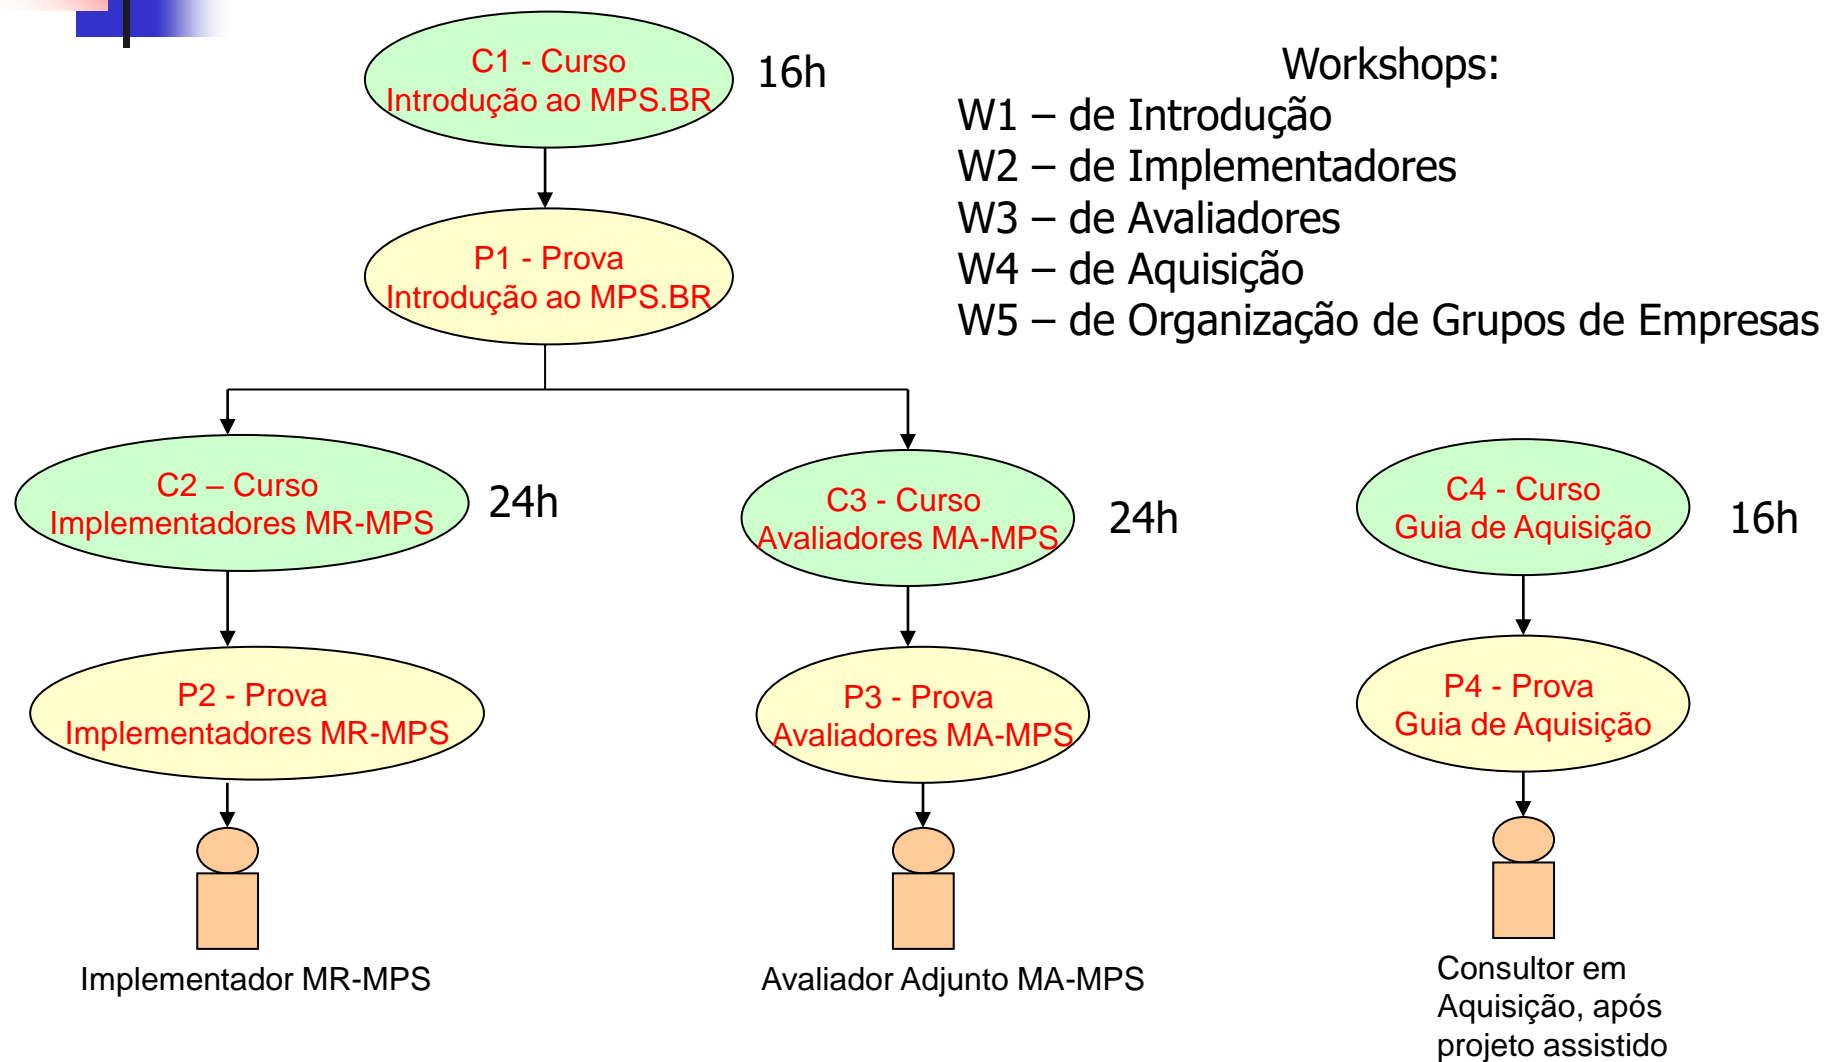 C1 - Curso
Introdução ao MPS.BR
16h
P1 - Prova
Introdução ao MPS.BR
Workshops:
W1 – de Introdução
W2 – de Implementadores
W3 – de Avaliadores
W4 – de Aquisição
W5 – de Organização de Grupos de Empresas
C2 – Curso
Implementadores MR-MPS
24h
C3 - Curso
Avaliadores MA-MPS
24h
C4 - Curso
Guia de Aquisição
16h
P2 - Prova
Implementadores MR-MPS
P3 - Prova
Avaliadores MA-MPS
P4 - Prova
Guia de Aquisição
Implementador MR-MPS
Avaliador Adjunto MA-MPS
Consultor em
Aquisição, após
projeto assistido